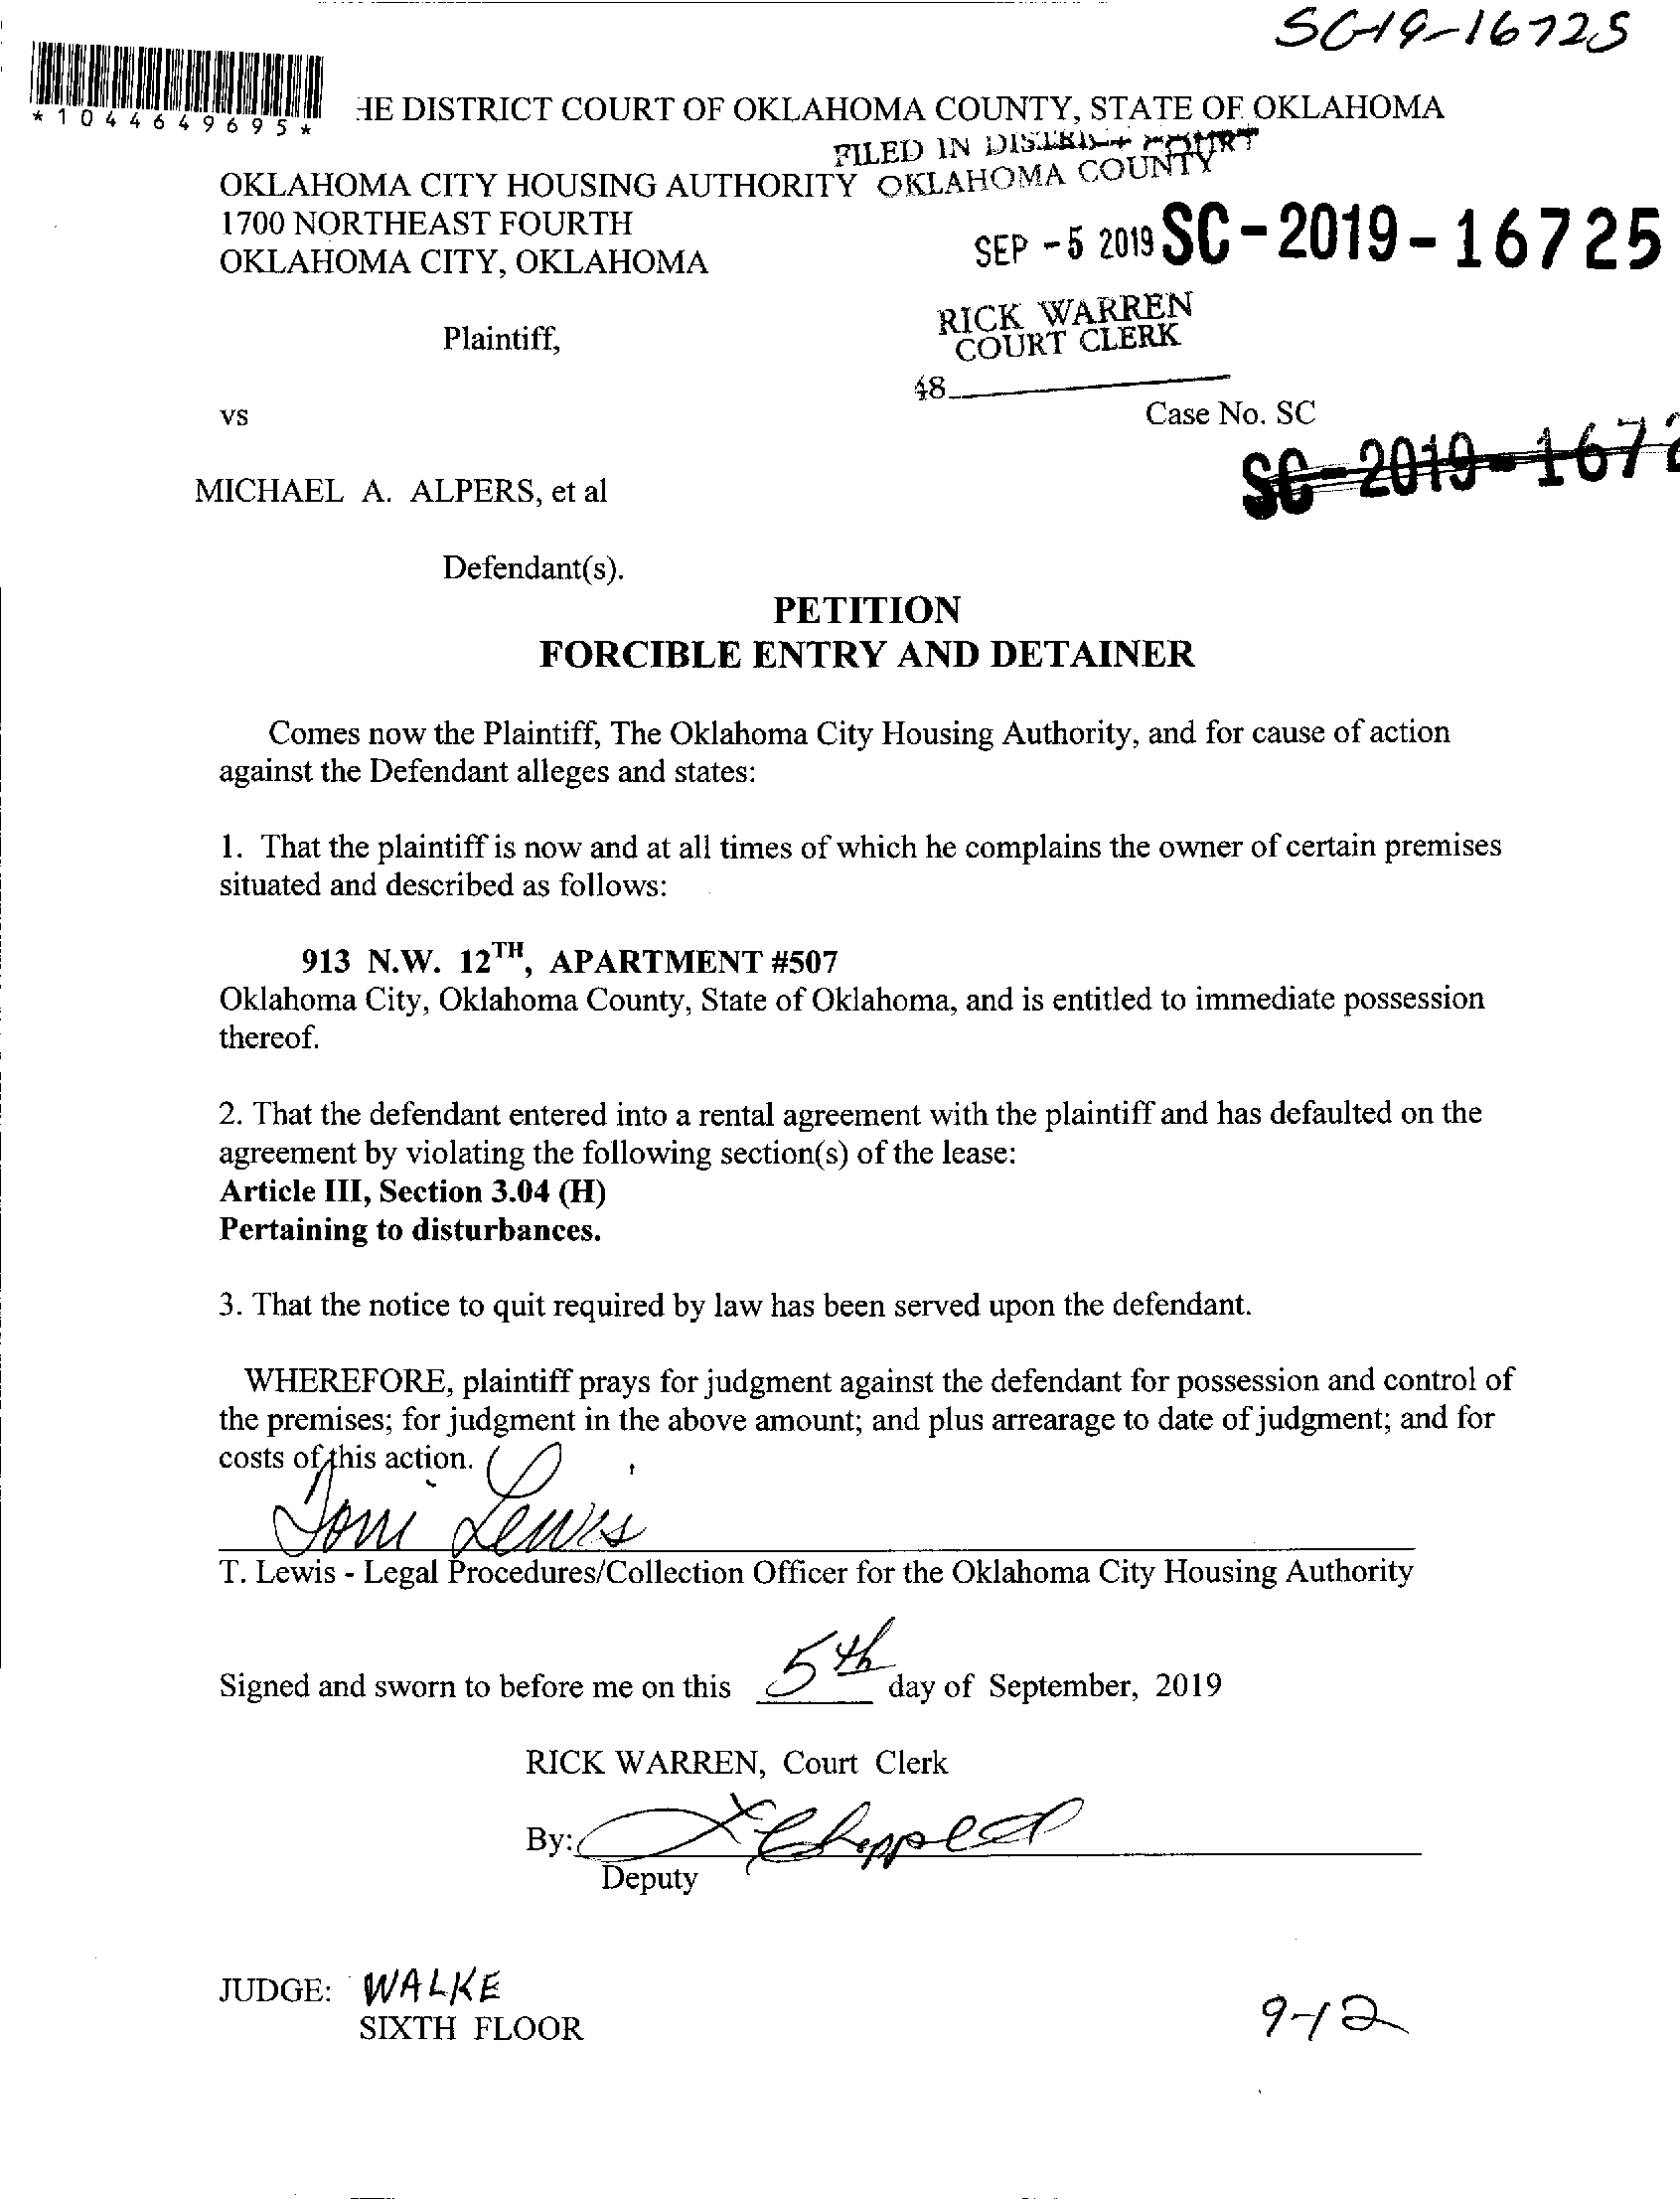 SC-19-16725
*1044649695*
HE DISTRICT COURT OF OKLAHOMA COUNTY, STATE OF OKLAHOMA
FILED IN DISTRICT COURT
OKLAHOMA COUNTY
OKLAHOMA CITY HOUSING AUTHORITY
1700 NORTHEAST FOURTH
OKLAHOMA CITY, OKLAHOMA
SEP -5 2019 SC-2019-16725
RICK WARREN
COURT CLERK
Plaintiff,
48
vs
Case No. SC
SC-2019-1672
MICHAEL A. ALPERS, et al
Defendant(s).
PETITION
FORCIBLE ENTRY AND DETAINER
Comes now the Plaintiff, The Oklahoma City Housing Authority, and for cause of action
against the Defendant alleges and states:
1. That the plaintiff is now and at all times of which he complains the owner of certain premises
situated and described as follows:
913 N.W. 12TH, APARTMENT #507
Oklahoma City, Oklahoma County, State of Oklahoma, and is entitled to immediate possession
thereof.
2. That the defendant entered into a rental agreement with the plaintiff and has defaulted on the
agreement by violating the following section(s) of the lease:
Article III, Section 3.04 (H)
Pertaining to disturbances.
3. That the notice to quit required by law has been served upon the defendant.
WHEREFORE, plaintiff prays for judgment against the defendant for possession and control of
the premises; for judgment in the above amount; and plus arrearage to date of judgment; and for
costs of this action.
Toni Lewis
T. Lewis - Legal Procedures/Collection Officer for the Oklahoma City Housing Authority
Signed and sworn to before me on this 5th day of September, 2019
RICK WARREN, Court Clerk
By:
Deputy
JUDGE: WALKE
SIXTH FLOOR
9-12